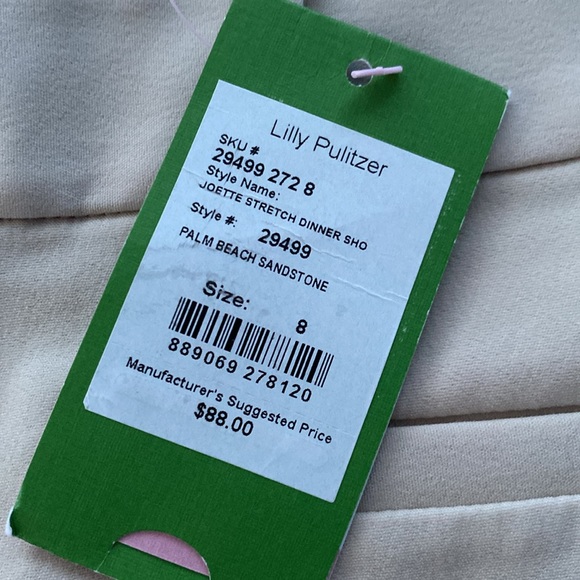 Lilly Pulitzer
SKU #
29499 272 8
Style Name:
JOETTE STRETCH DINNER SHO
Style #: 29499
PALM BEACH SANDSTONE
Size: 8
889069 278120
Manufacturer's Suggested Price
$88.00